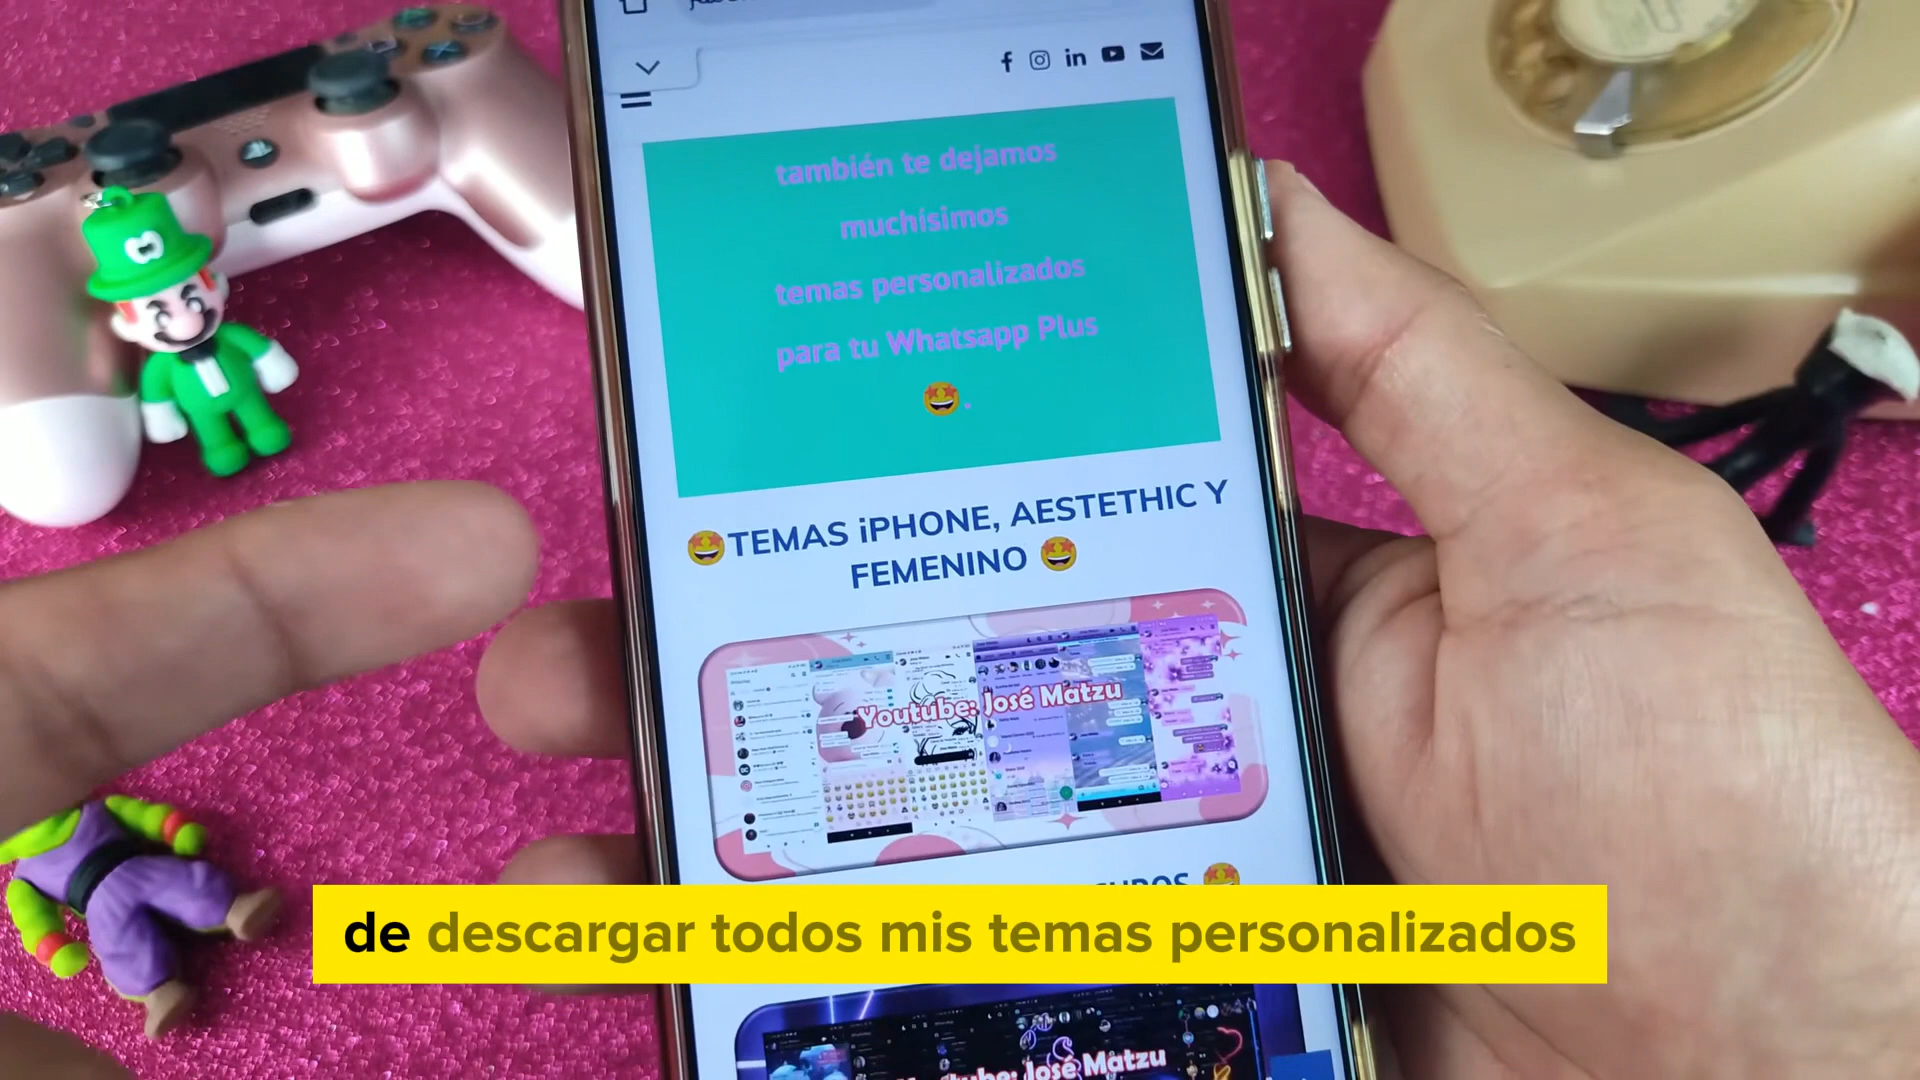 también te dejamos
muchísimos
temas personalizados
para tu Whatsapp Plus
🤩.
🤩TEMAS iPHONE, AESTETHIC Y
FEMENINO 🤩
Youtube: José Matzu
de descargar todos mis temas personalizados
Youtube: José Matzu